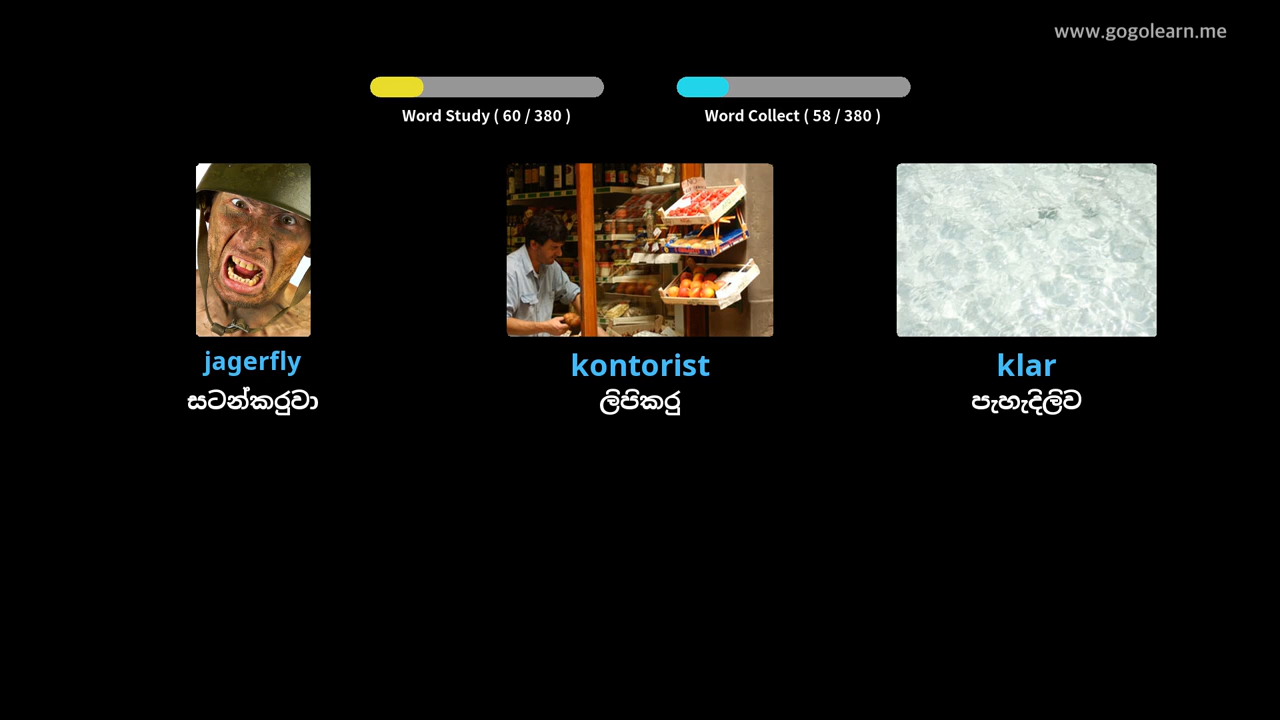 www.gogolearn.me
Word Study ( 60 / 380 )
Word Collect ( 58 / 380 )
jagerfly
kontorist
klar
සටන්කරුවා
ලිපිකරු
පැහැදිලිව